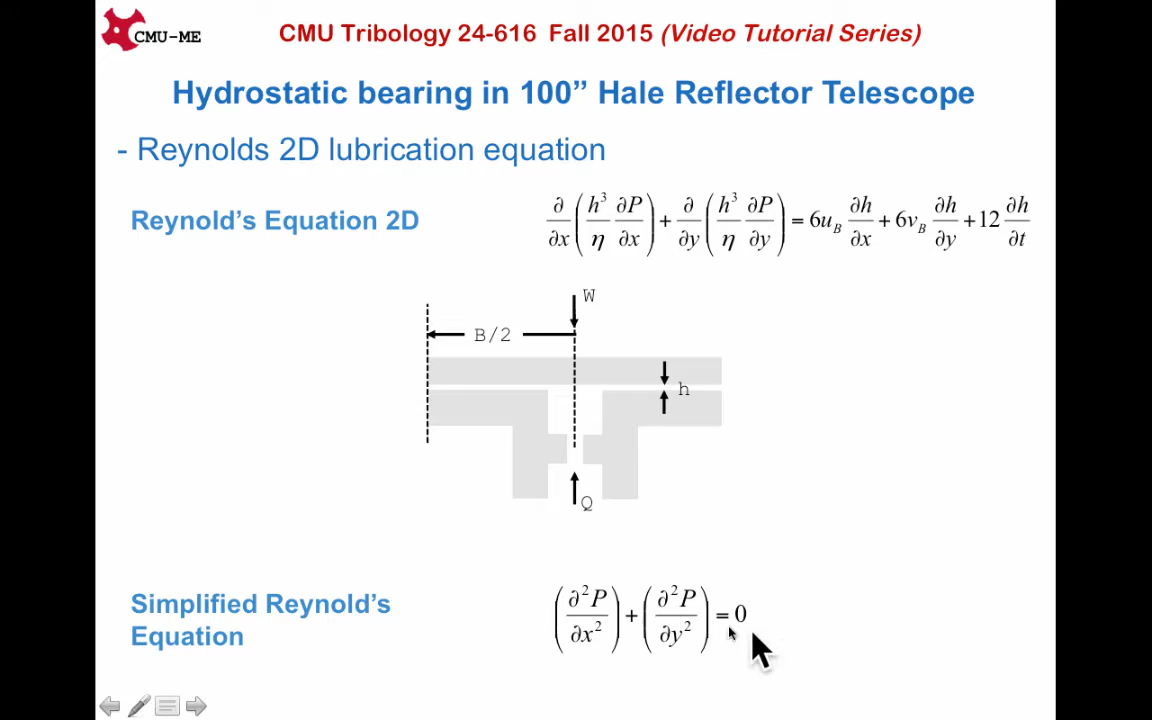 CMU-ME
CMU Tribology 24-616 Fall 2015 (Video Tutorial Series)
Hydrostatic bearing in 100” Hale Reflector Telescope
- Reynolds 2D lubrication equation
Reynold’s Equation 2D
∂/∂x (h³/η ∂P/∂x) + ∂/∂y (h³/η ∂P/∂y) = 6u_B ∂h/∂x + 6v_B ∂h/∂y + 12 ∂h/∂t
W
B/2
h
Q
Simplified Reynold’s
Equation
(∂²P/∂x²) + (∂²P/∂y²) = 0